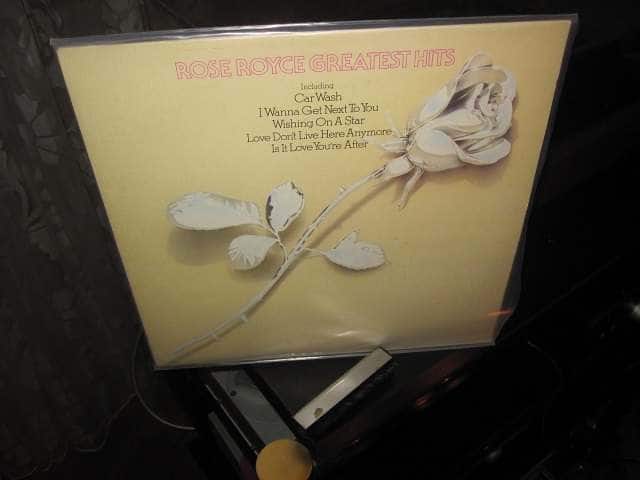 ROSE ROYCE GREATEST HITS
Including
Car Wash
I Wanna Get Next To You
Wishing On A Star
Love Don't Live Here Anymore
Is It Love You're After